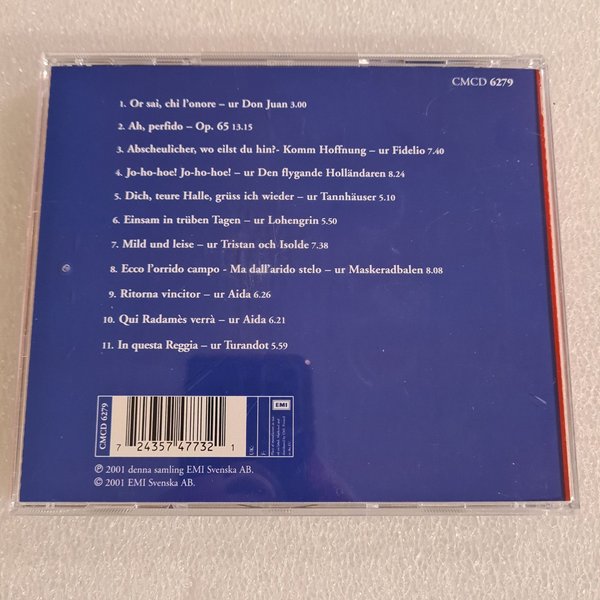 CMCD 6279
1. Or sai, chi l'onore – ur Don Juan 3.00
2. Ah, perfido – Op. 65 13.15
3. Abscheulicher, wo eilst du hin?- Komm Hoffnung – ur Fidelio 7.40
4. Jo-ho-hoe! Jo-ho-hoe! – ur Den flygande Holländaren 8.24
5. Dich, teure Halle, grüss ich wieder – ur Tannhäuser 5.10
6. Einsam in trüben Tagen – ur Lohengrin 5.50
7. Mild und leise – ur Tristan och Isolde 7.38
8. Ecco l'orrido campo - Ma dall'arido stelo – ur Maskeradbalen 8.08
9. Ritorna vincitor – ur Aida 6.26
10. Qui Radamès verrà – ur Aida 6.21
11. In questa Reggia – ur Turandot 5.59
CMCD 6279
7 24357 47732 1
UK:
F:
EMI
℗ 2001 denna samling EMI Svenska AB.
© 2001 EMI Svenska AB.